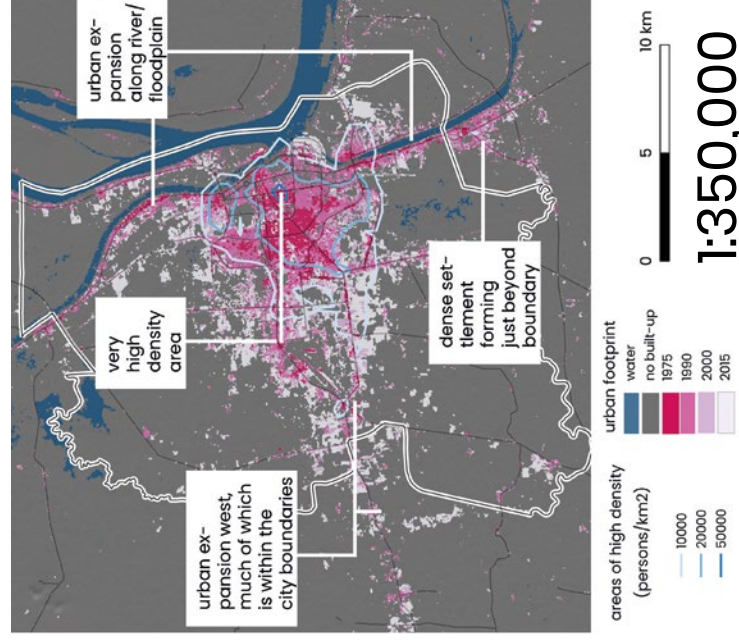 urban ex-
pansion
along river/
floodplain
very
high
density
area
dense set-
tlement
forming
just beyond
boundary
urban ex-
pansion west,
much of which
is within the
city boundaries
areas of high density
(persons/km2)
10000
20000
50000
urban footprint
water
no built-up
1975
1990
2000
2015
0
5
10 km
1:350,000